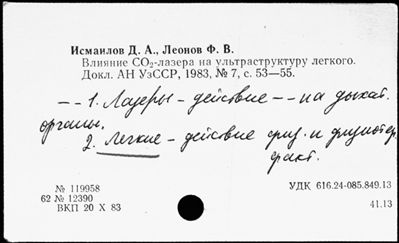 Исмаилов Д. А., Леонов Ф. В.
Влияние CO₂-лазера на ультраструктуру легкого.
Докл. АН УзССР, 1983, № 7, с. 53—55.
-- 1. Лазеры - действие -- на дыхат.
органы.
2. Легкие - действие физ. и физиотер.
факт.
№ 119958
62 № 12390
ВКП 20 X 83
УДК 616.24-085.849.13
41.13